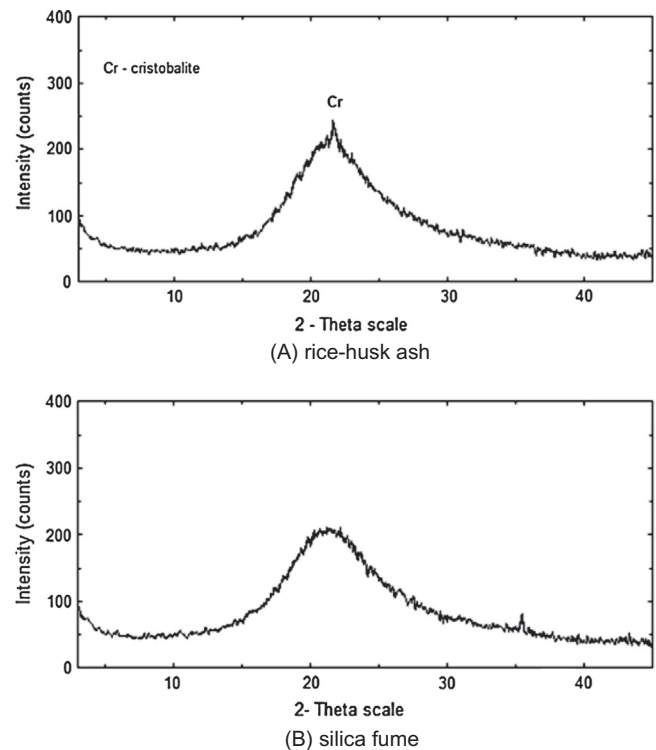 400
Cr - cristobalite
300
Cr
200
100
0
Intensity (counts)
10 20 30 40
2 - Theta scale
(A) rice-husk ash
400
300
200
100
0
Intensity (counts)
10 20 30 40
2- Theta scale
(B) silica fume